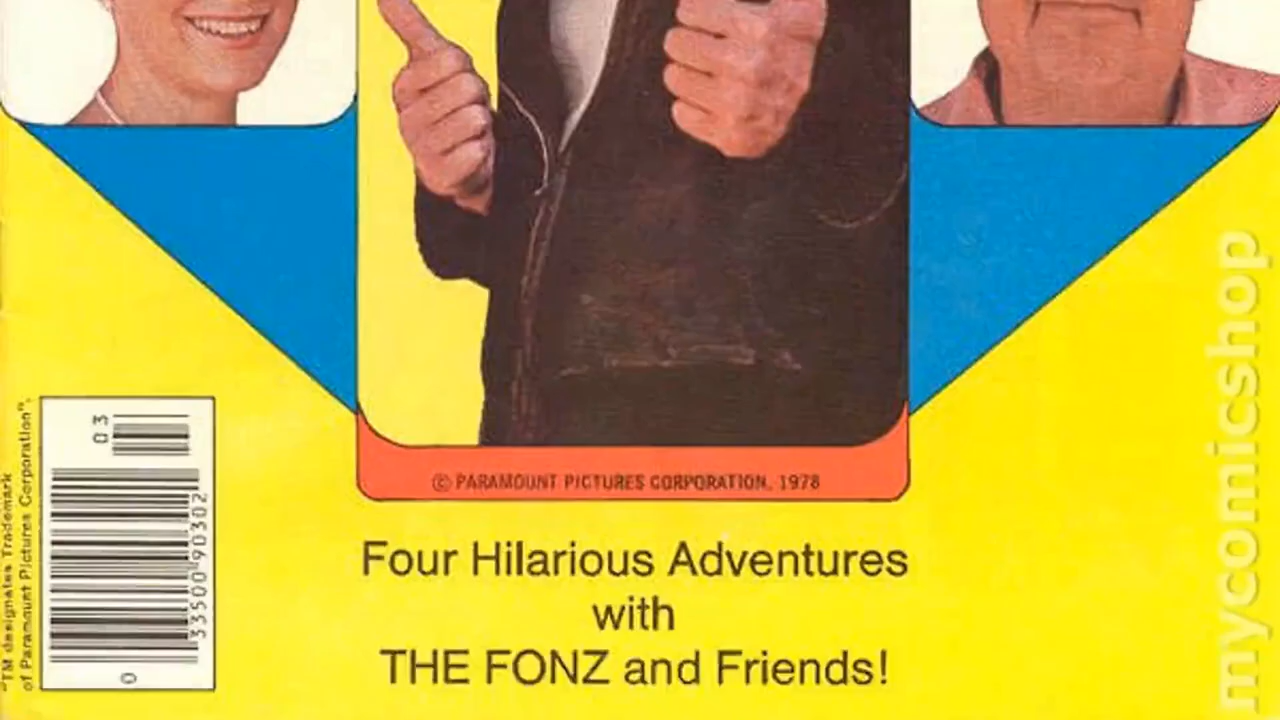 © PARAMOUNT PICTURES CORPORATION, 1978
Four Hilarious Adventures
with
THE FONZ and Friends!
"TM designates Trademark
of Paramount Pictures Corporation".
03
33500 90302
0
mycomicshop